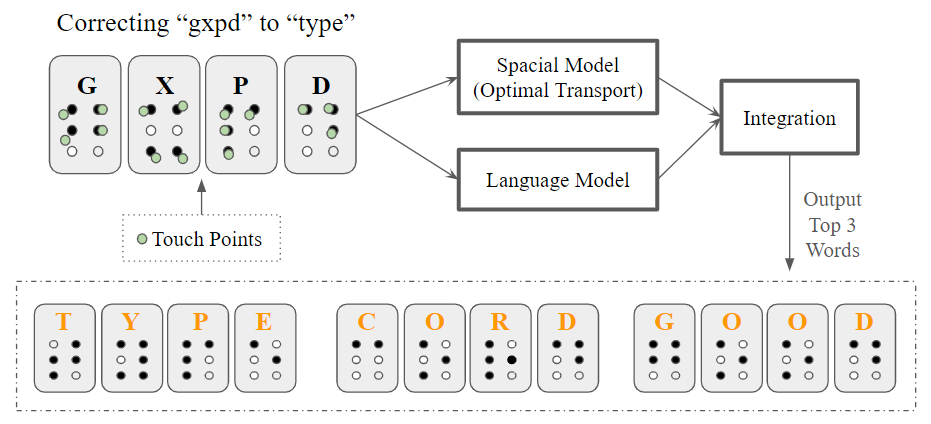 Correcting “gxpd” to “type”
G X P D
Spacial Model
(Optimal Transport)
Language Model
Integration
Touch Points
Output
Top 3
Words
T Y P E C O R D G O O D